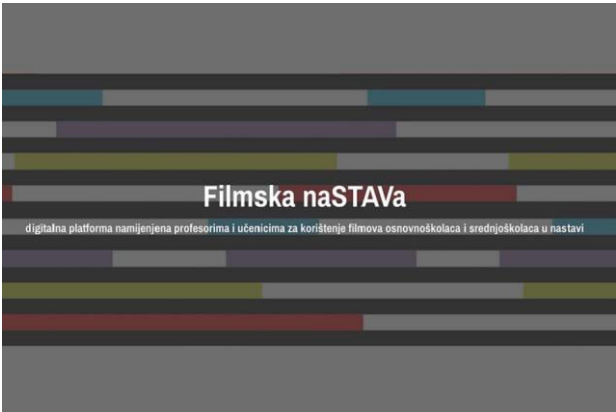 Filmska naSTAVa
digitalna platforma namijenjena profesorima i učenicima za korištenje filmova osnovnoškolaca i srednjoškolaca u nastavi